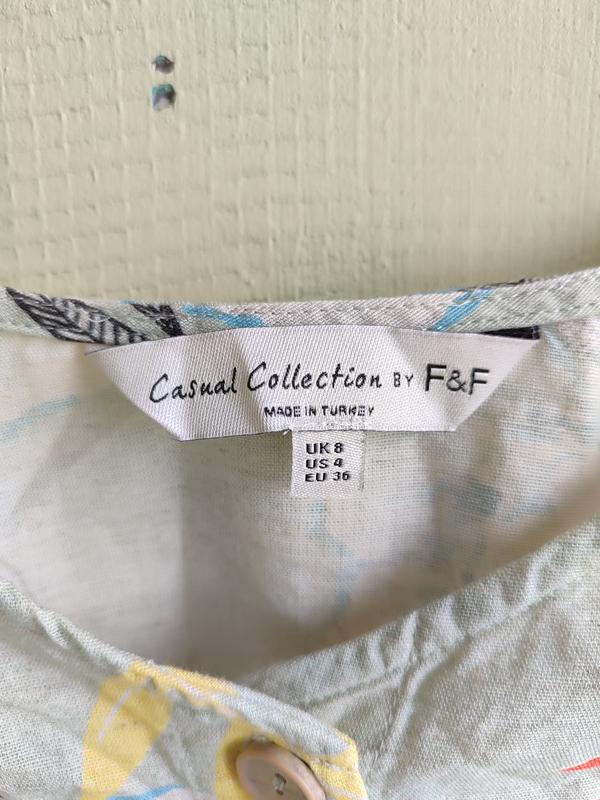 Casual Collection BY F&F
MADE IN TURKEY
UK 8
US 4
EU 36